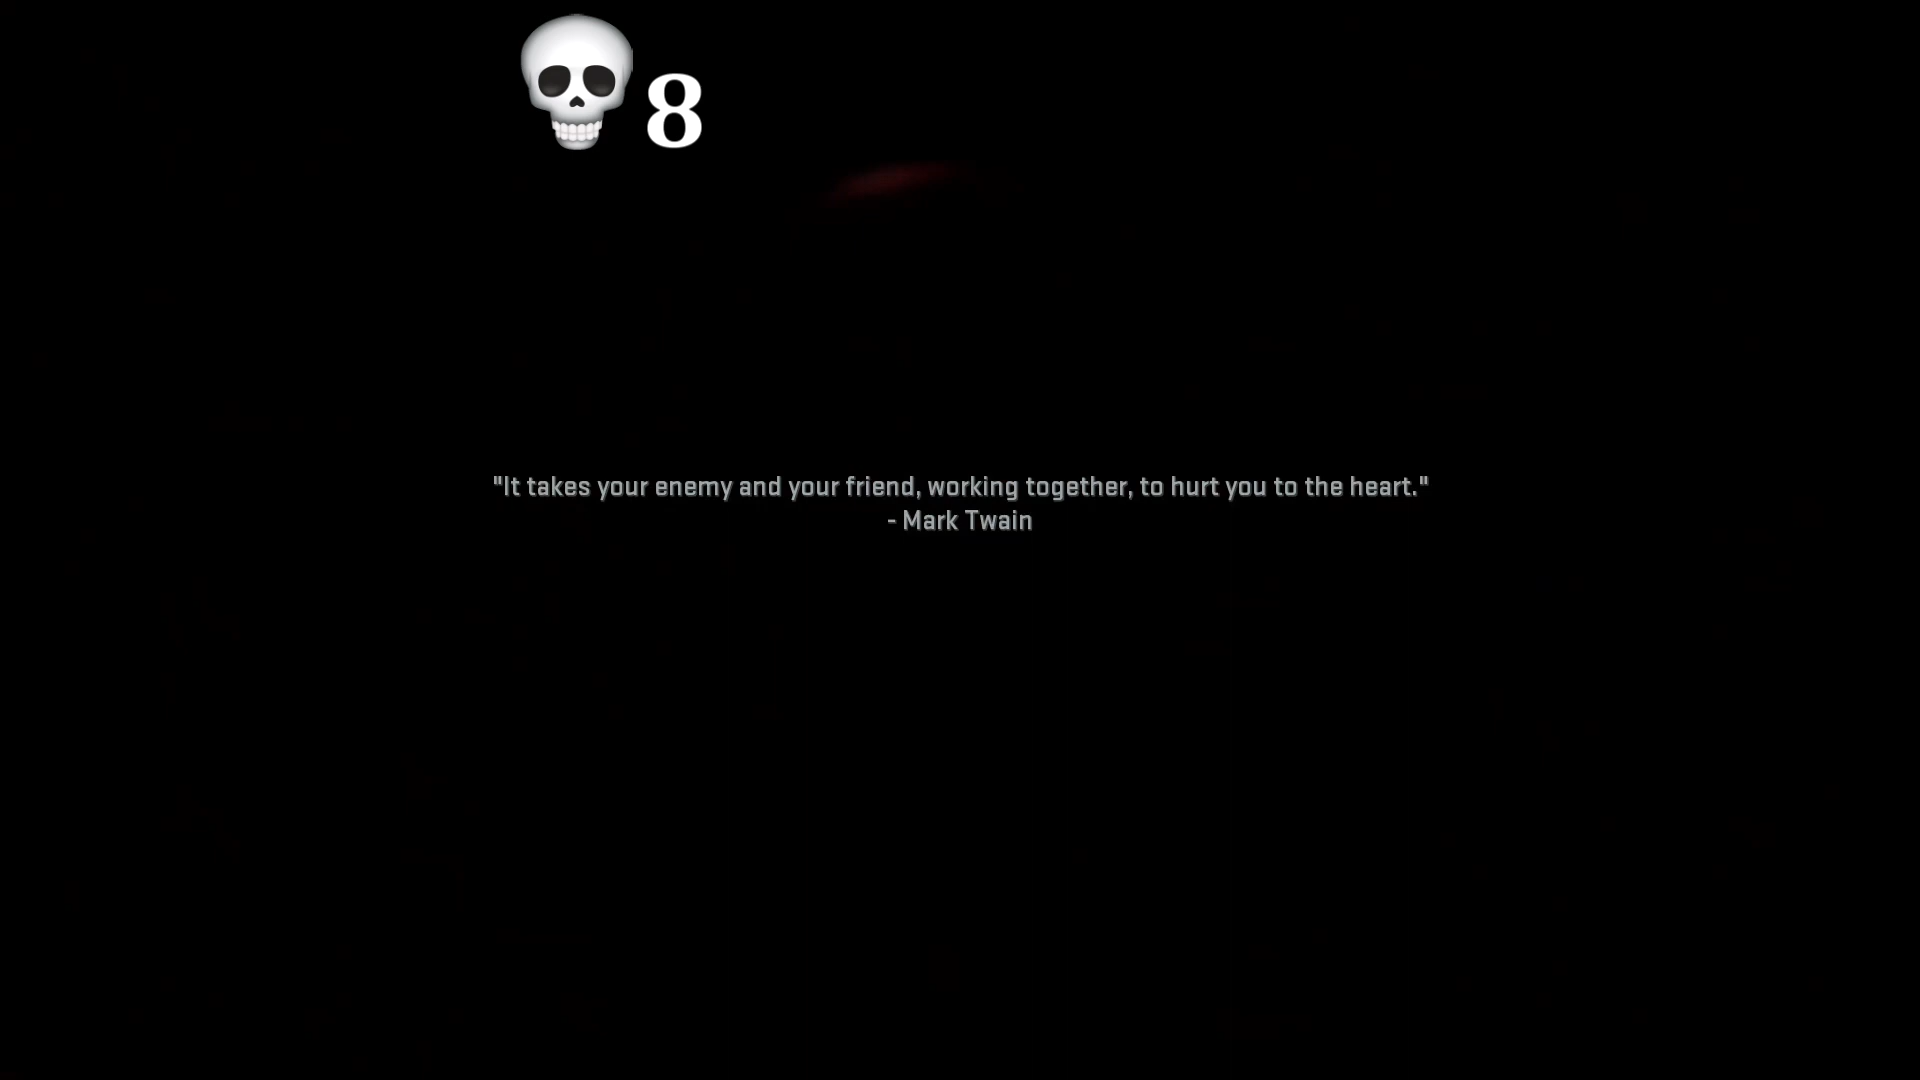 8
"It takes your enemy and your friend, working together, to hurt you to the heart."
- Mark Twain